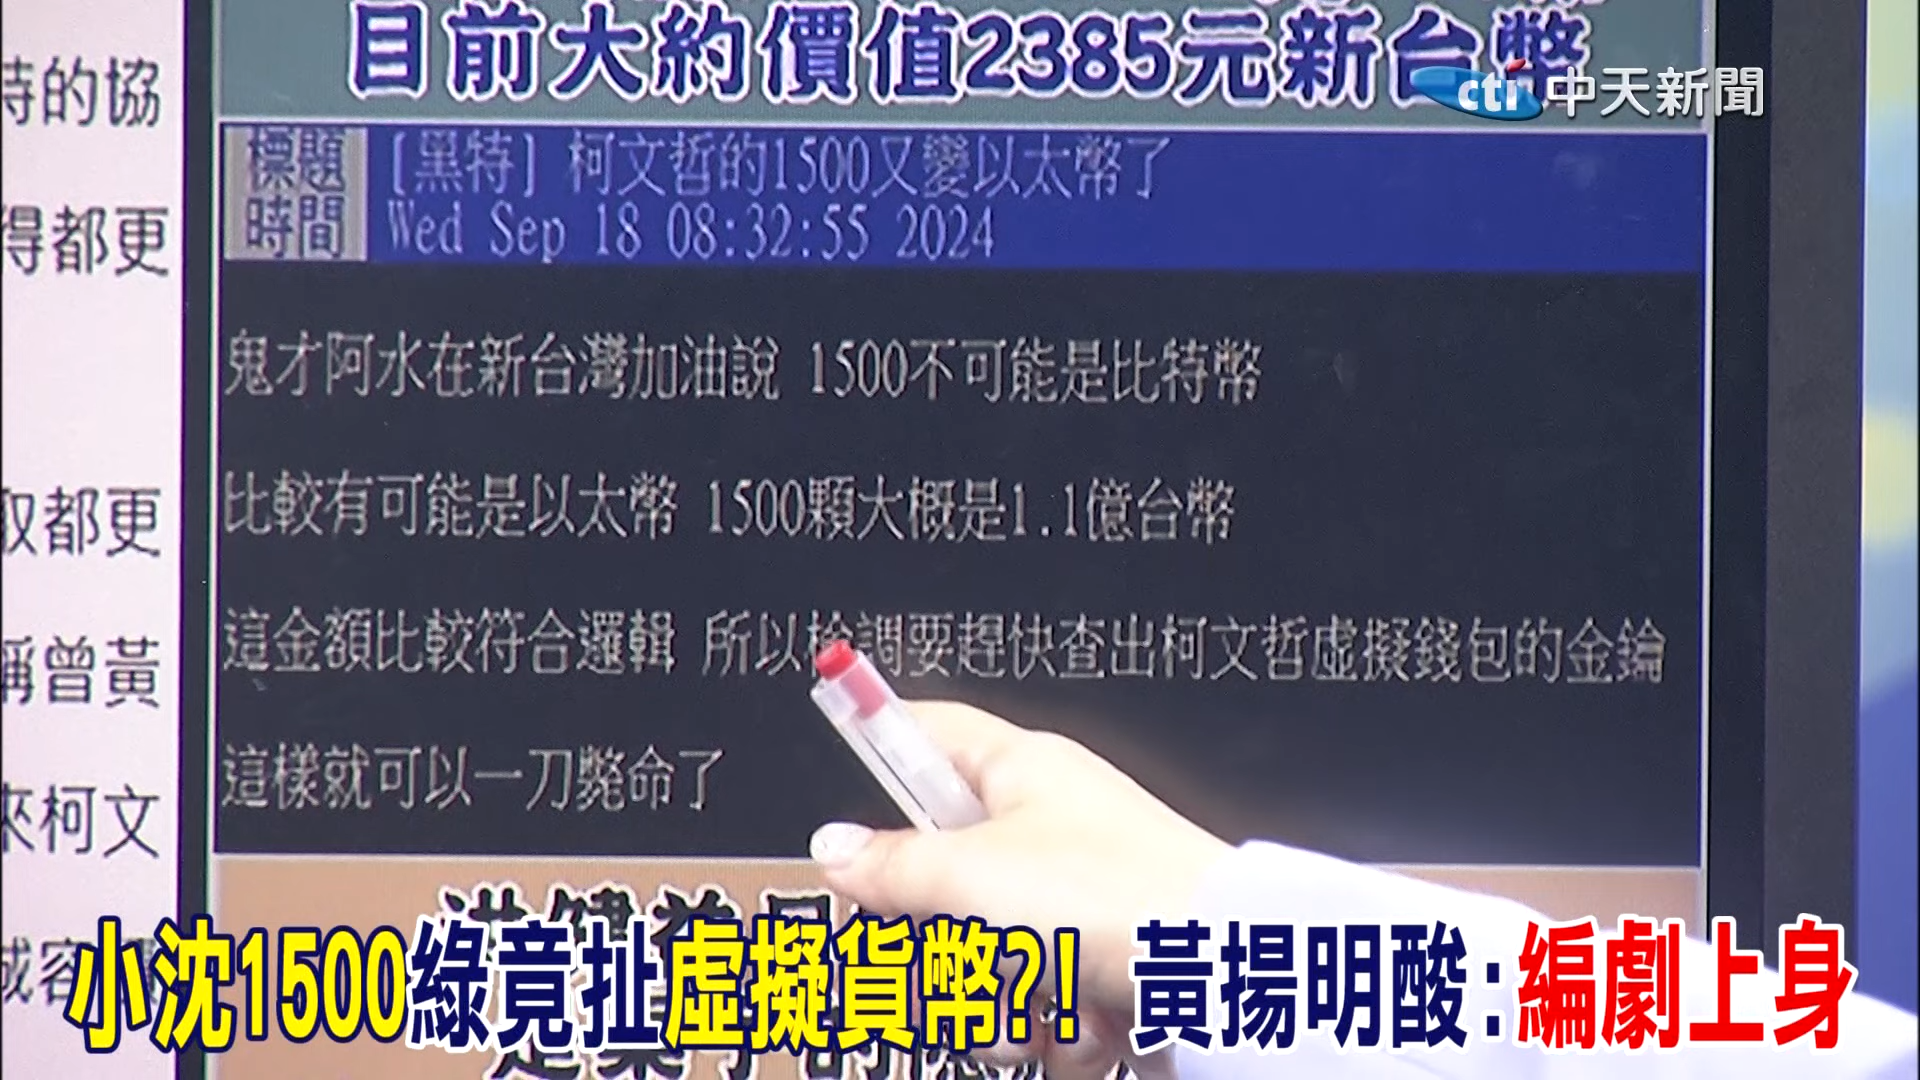 目前大約價值2385元新台幣
cti 中天新聞
標題 [黑特] 柯文哲的1500又變以太幣了
時間 Wed Sep 18 08:32:55 2024
鬼才阿水在新台灣加油說 1500不可能是比特幣
比較有可能是以太幣 1500顆大概是1.1億台幣
這金額比較符合邏輯 所以檢調要趕快查出柯文哲虛擬錢包的金鑰
這樣就可以一刀斃命了
的協
得都更
都更
稱曾黃
來柯文
小沈1500綠竟扯虛擬貨幣?! 黃揚明酸:編劇上身